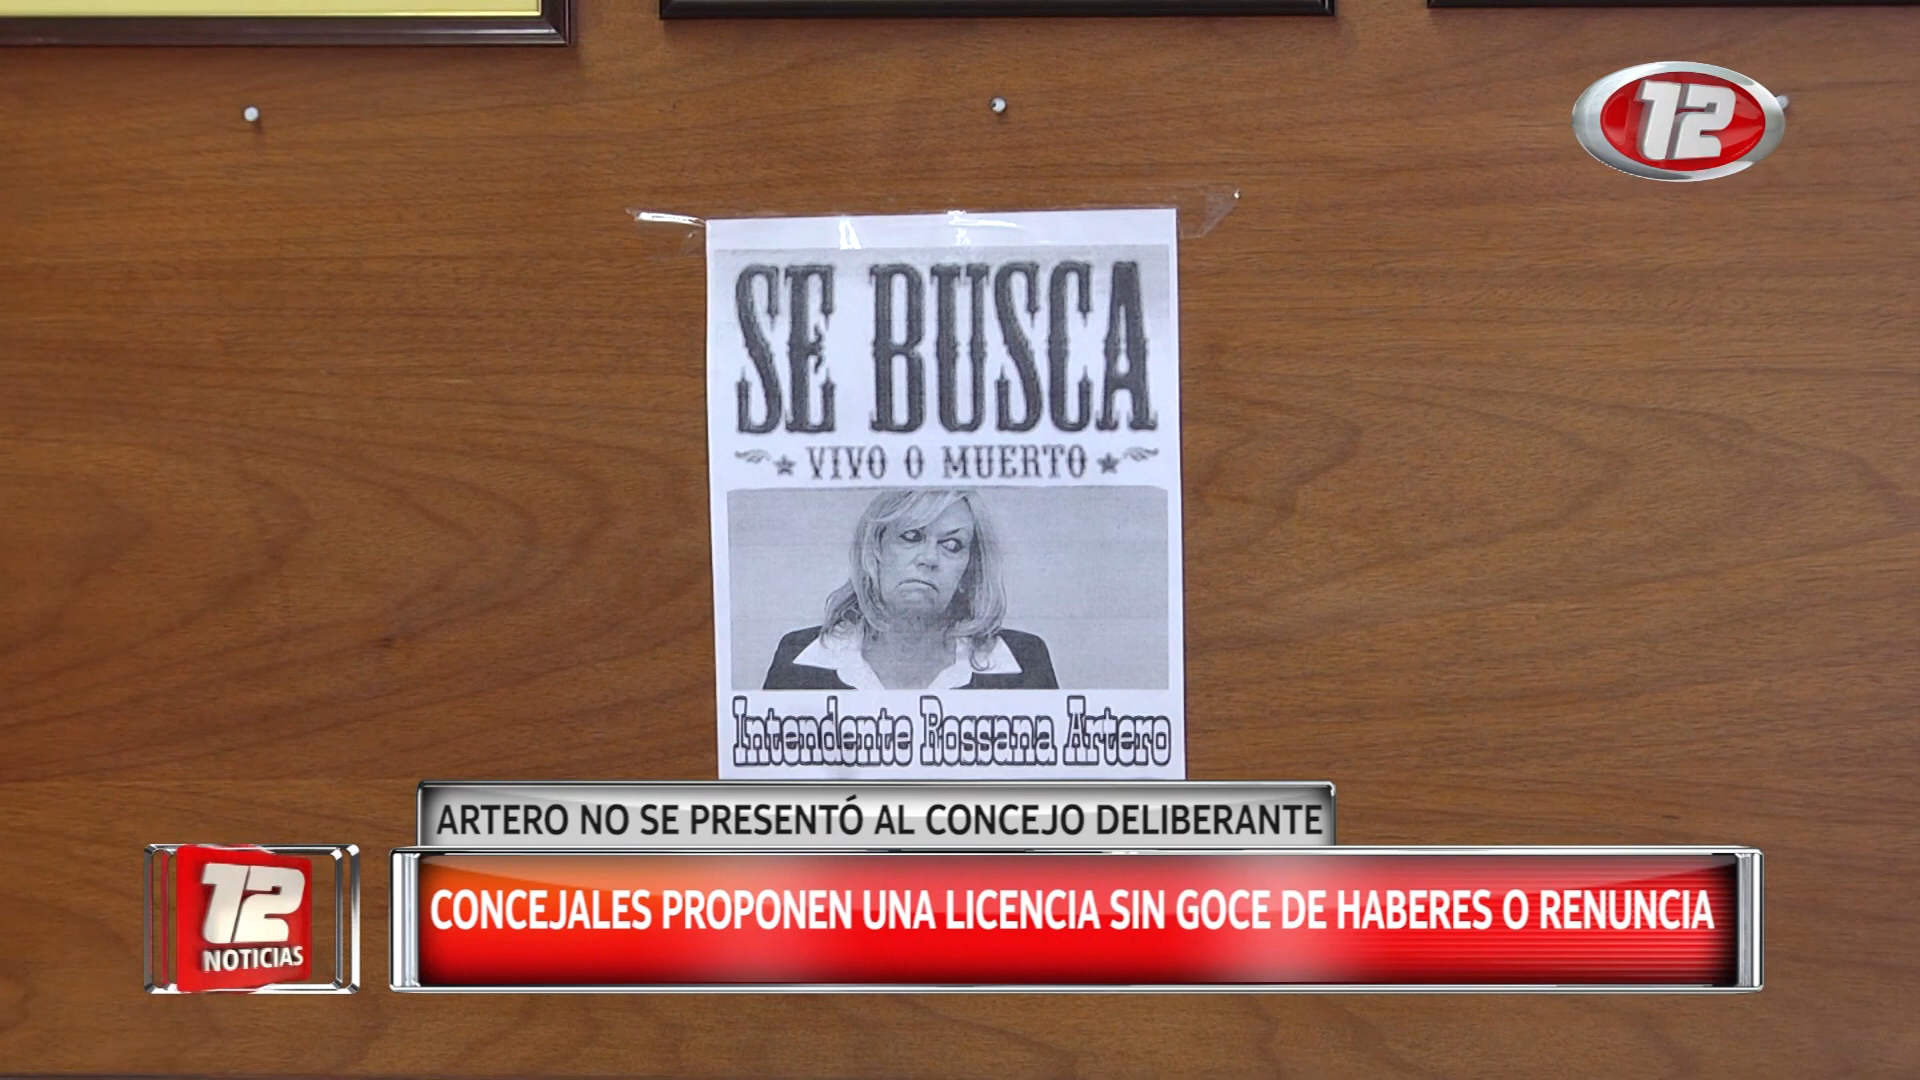 12
SE BUSCA
VIVO O MUERTO
Intendente Rossana Artero
ARTERO NO SE PRESENTÓ AL CONCEJO DELIBERANTE
CONCEJALES PROPONEN UNA LICENCIA SIN GOCE DE HABERES O RENUNCIA
12
NOTICIAS